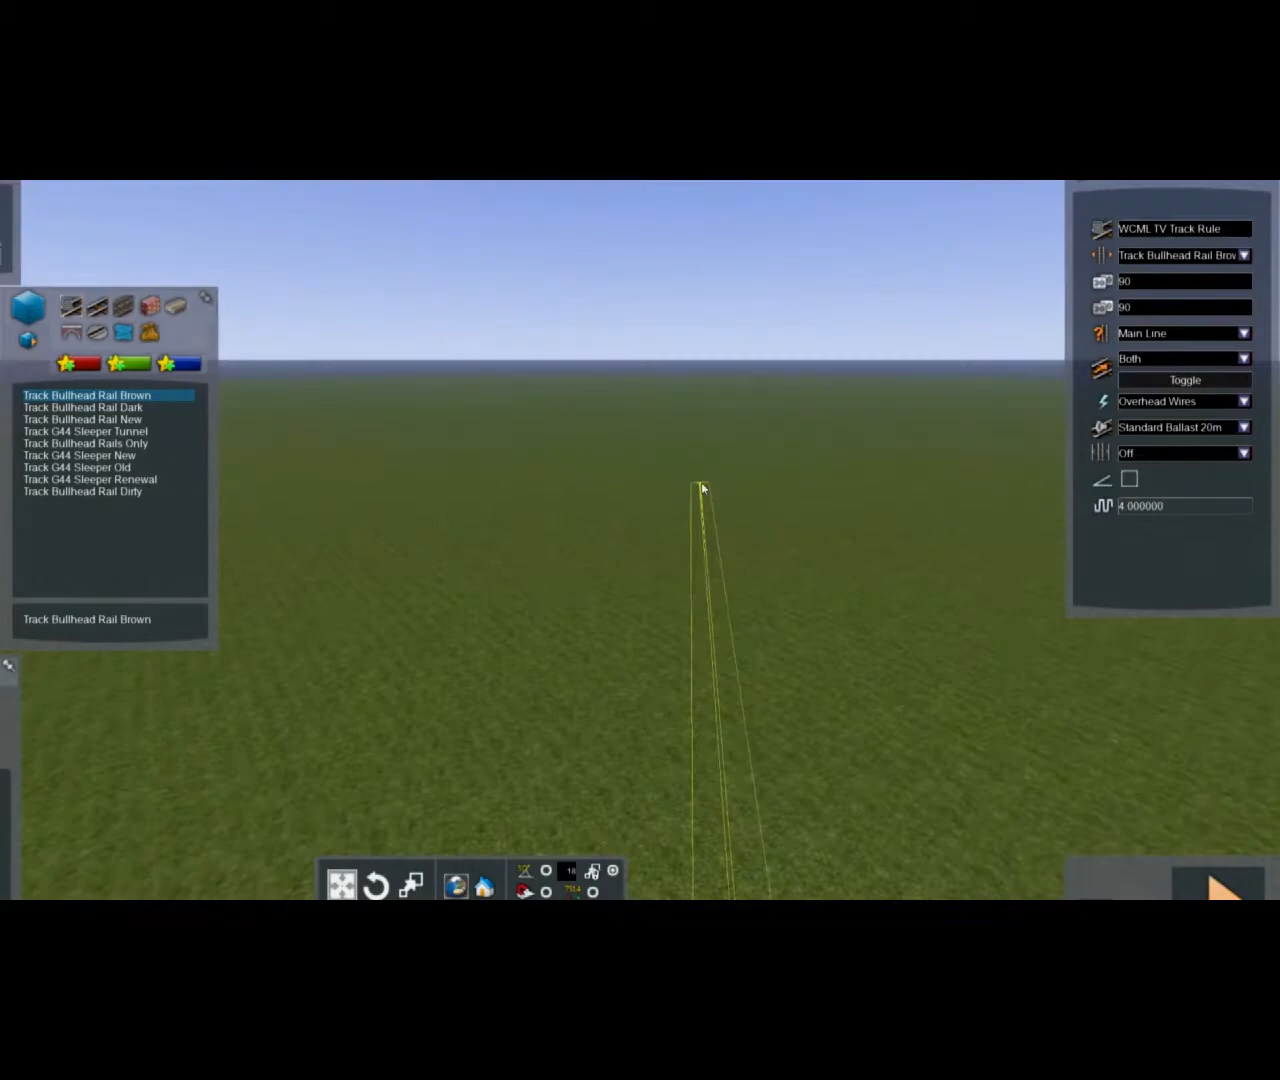 Track Bullhead Rail Brown
Track Bullhead Rail Dark
Track Bullhead Rail New
Track G44 Sleeper Tunnel
Track Bullhead Rails Only
Track G44 Sleeper New
Track G44 Sleeper Old
Track G44 Sleeper Renewal
Track Bullhead Rail Dirty
Track Bullhead Rail Brown
WCML TV Track Rule
Track Bullhead Rail Brov
90
90
Main Line
Both
Toggle
Overhead Wires
Standard Ballast 20m
Off
4.000000
18